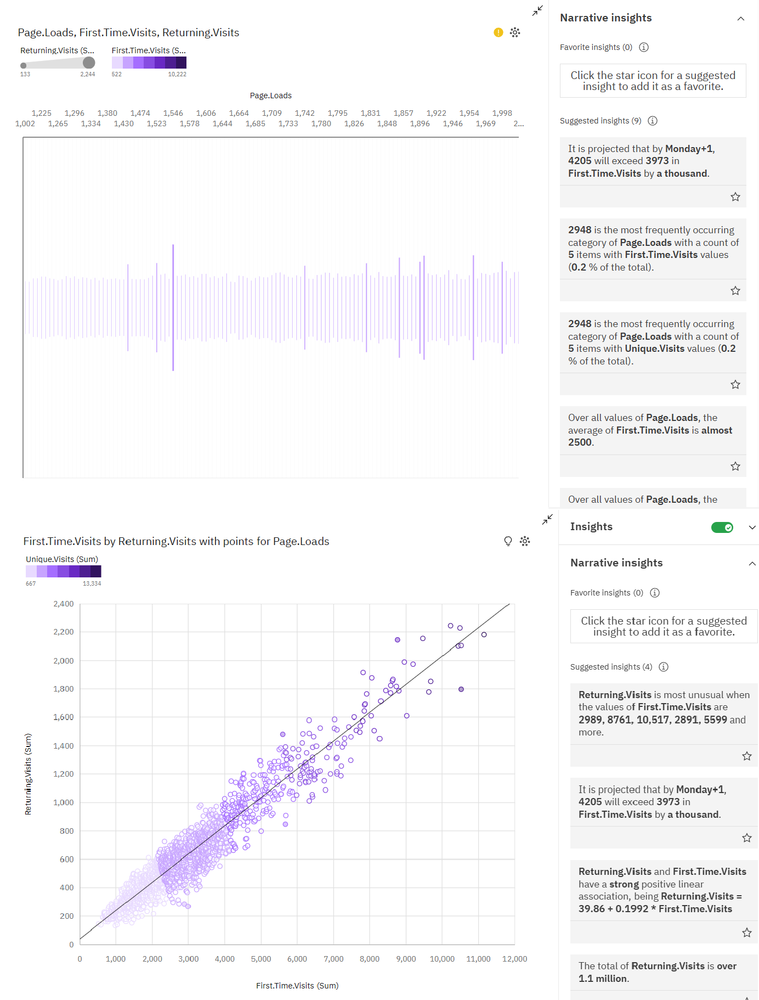 Page.Loads, First.Time.Visits, Returning.Visits
Returning.Visits (S...
First.Time.Visits (S...
133
2,244
522
10,222
Page.Loads
1,225 1,296 1,380 1,474 1,546 1,606 1,664 1,709 1,742 1,795 1,831 1,857 1,922 1,954 1,998
1,002 1,265 1,334 1,430 1,523 1,578 1,644 1,685 1,733 1,780 1,826 1,848 1,896 1,946 1,969 2...
Narrative insights
Favorite insights (0)
Click the star icon for a suggested
insight to add it as a favorite.
Suggested insights (9)
It is projected that by Monday+1,
4205 will exceed 3973 in
First.Time.Visits by a thousand.
2948 is the most frequently occurring
category of Page.Loads with a count of
5 items with First.Time.Visits values
(0.2 % of the total).
2948 is the most frequently occurring
category of Page.Loads with a count of
5 items with Unique.Visits values (0.2
% of the total).
Over all values of Page.Loads, the
average of First.Time.Visits is almost
2500.
Over all values of Page.Loads, the
First.Time.Visits by Returning.Visits with points for Page.Loads
Unique.Visits (Sum)
667
13,334
2,400
2,200
2,000
1,800
1,600
1,400
1,200
1,000
800
600
400
200
0
Returning.Visits (Sum)
0 1,000 2,000 3,000 4,000 5,000 6,000 7,000 8,000 9,000 10,000 11,000 12,000
First.Time.Visits (Sum)
Insights
Narrative insights
Favorite insights (0)
Click the star icon for a suggested
insight to add it as a favorite.
Suggested insights (4)
Returning.Visits is most unusual when
the values of First.Time.Visits are
2989, 8761, 10,517, 2891, 5599 and
more.
It is projected that by Monday+1,
4205 will exceed 3973 in
First.Time.Visits by a thousand.
Returning.Visits and First.Time.Visits
have a strong positive linear
association, being Returning.Visits =
39.86 + 0.1992 * First.Time.Visits
The total of Returning.Visits is over
1.1 million.